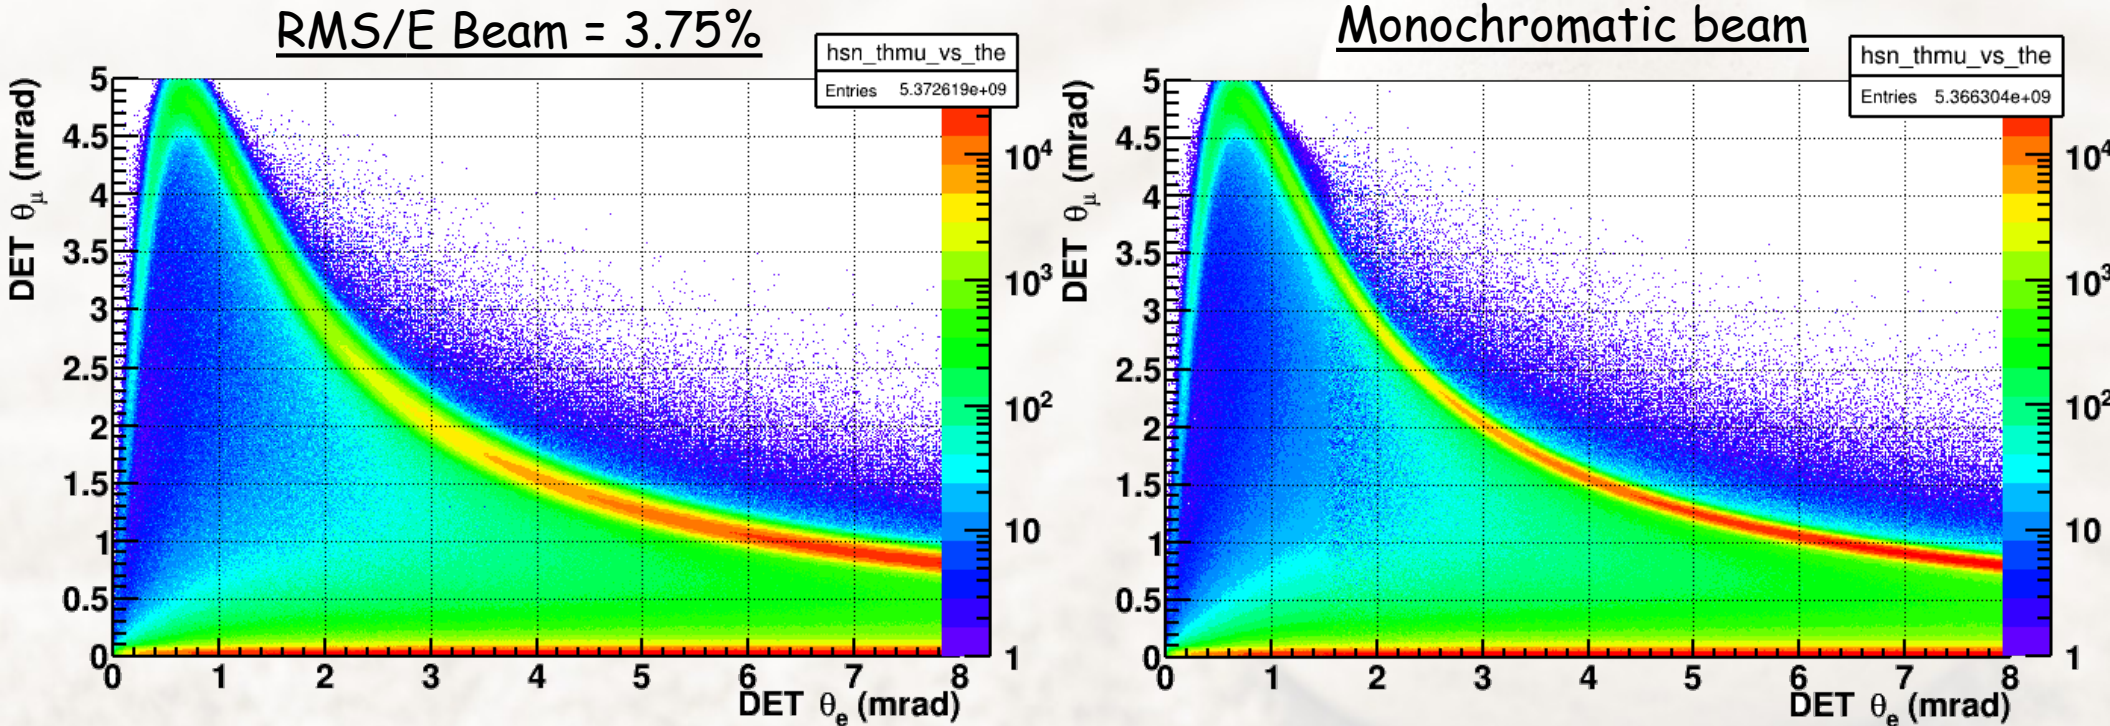 RMS/E Beam = 3.75%
hsn_thmu_vs_the
Entries 5.372619e+09
DET θμ (mrad)
5
4.5
4
3.5
3
2.5
2
1.5
1
0.5
0
0 1 2 3 4 5 6 7 8
DET θe (mrad)
10⁴
10³
10²
10
1
Monochromatic beam
hsn_thmu_vs_the
Entries 5.366304e+09
DET θμ (mrad)
5
4.5
4
3.5
3
2.5
2
1.5
1
0.5
0
0 1 2 3 4 5 6 7 8
DET θe (mrad)
10⁴
10³
10²
10
1